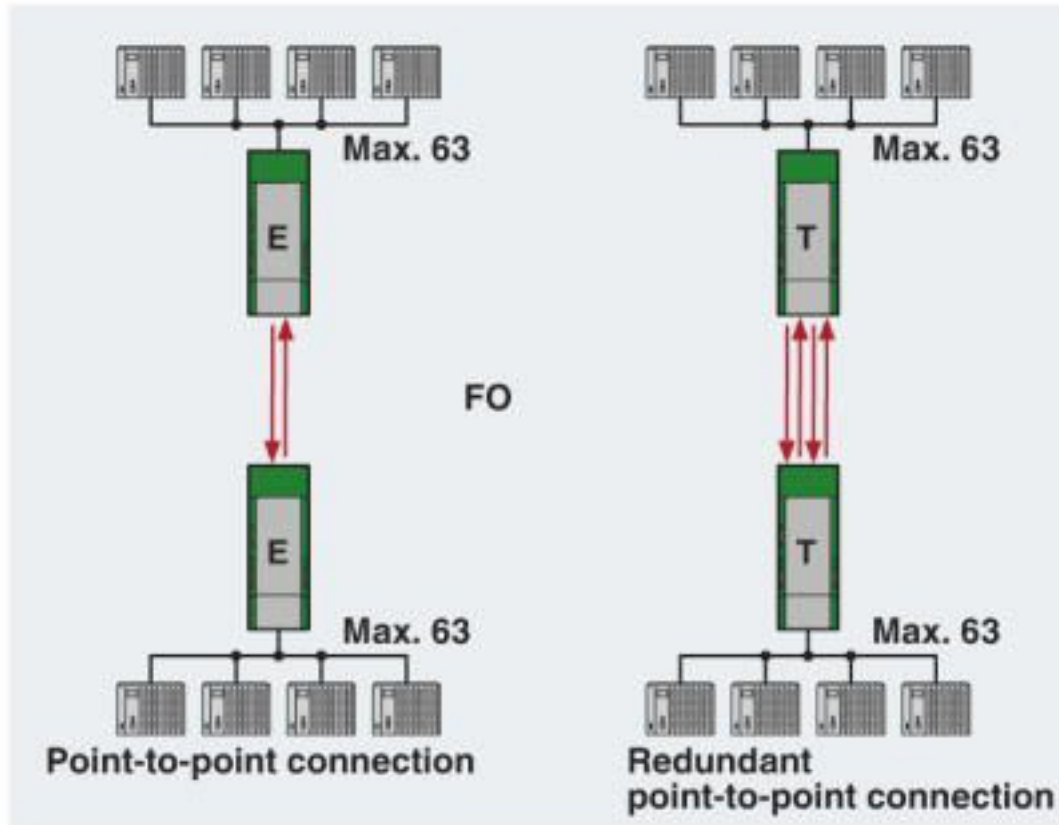 Max. 63
Max. 63
E
T
FO
E
T
Max. 63
Max. 63
Point-to-point connection
Redundant
point-to-point connection